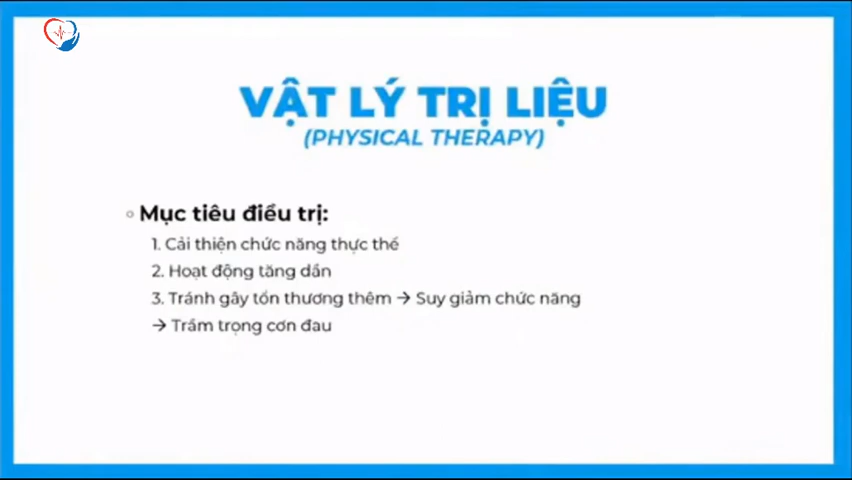 VẬT LÝ TRỊ LIỆU
(PHYSICAL THERAPY)
Mục tiêu điều trị:
1. Cải thiện chức năng thực thể
2. Hoạt động tăng dần
3. Tránh gây tổn thương thêm → Suy giảm chức năng
→ Trầm trọng cơn đau